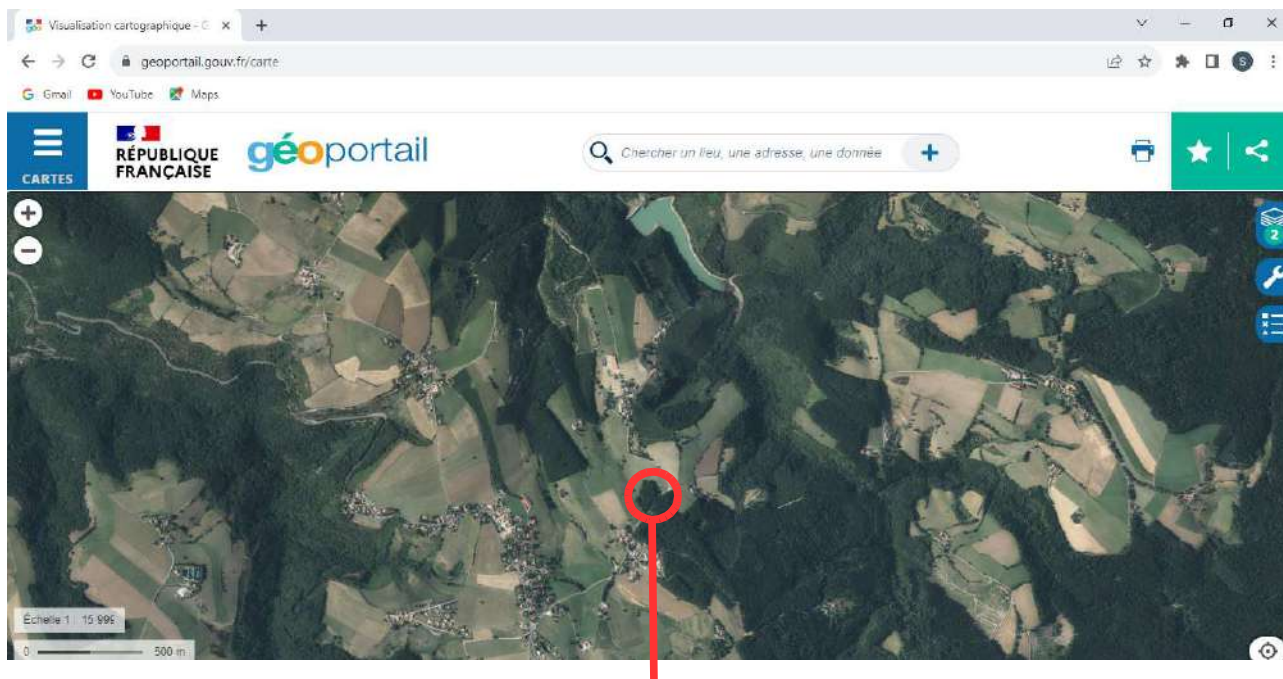 Visualisation cartographique - G
geoportail.gouv.fr/carte
S
Gmail YouTube Maps
CARTES
RÉPUBLIQUE
FRANÇAISE
géoportail
Chercher un lieu, une adresse, une donnée
2
Échelle 1 : 15 999
0 500 m